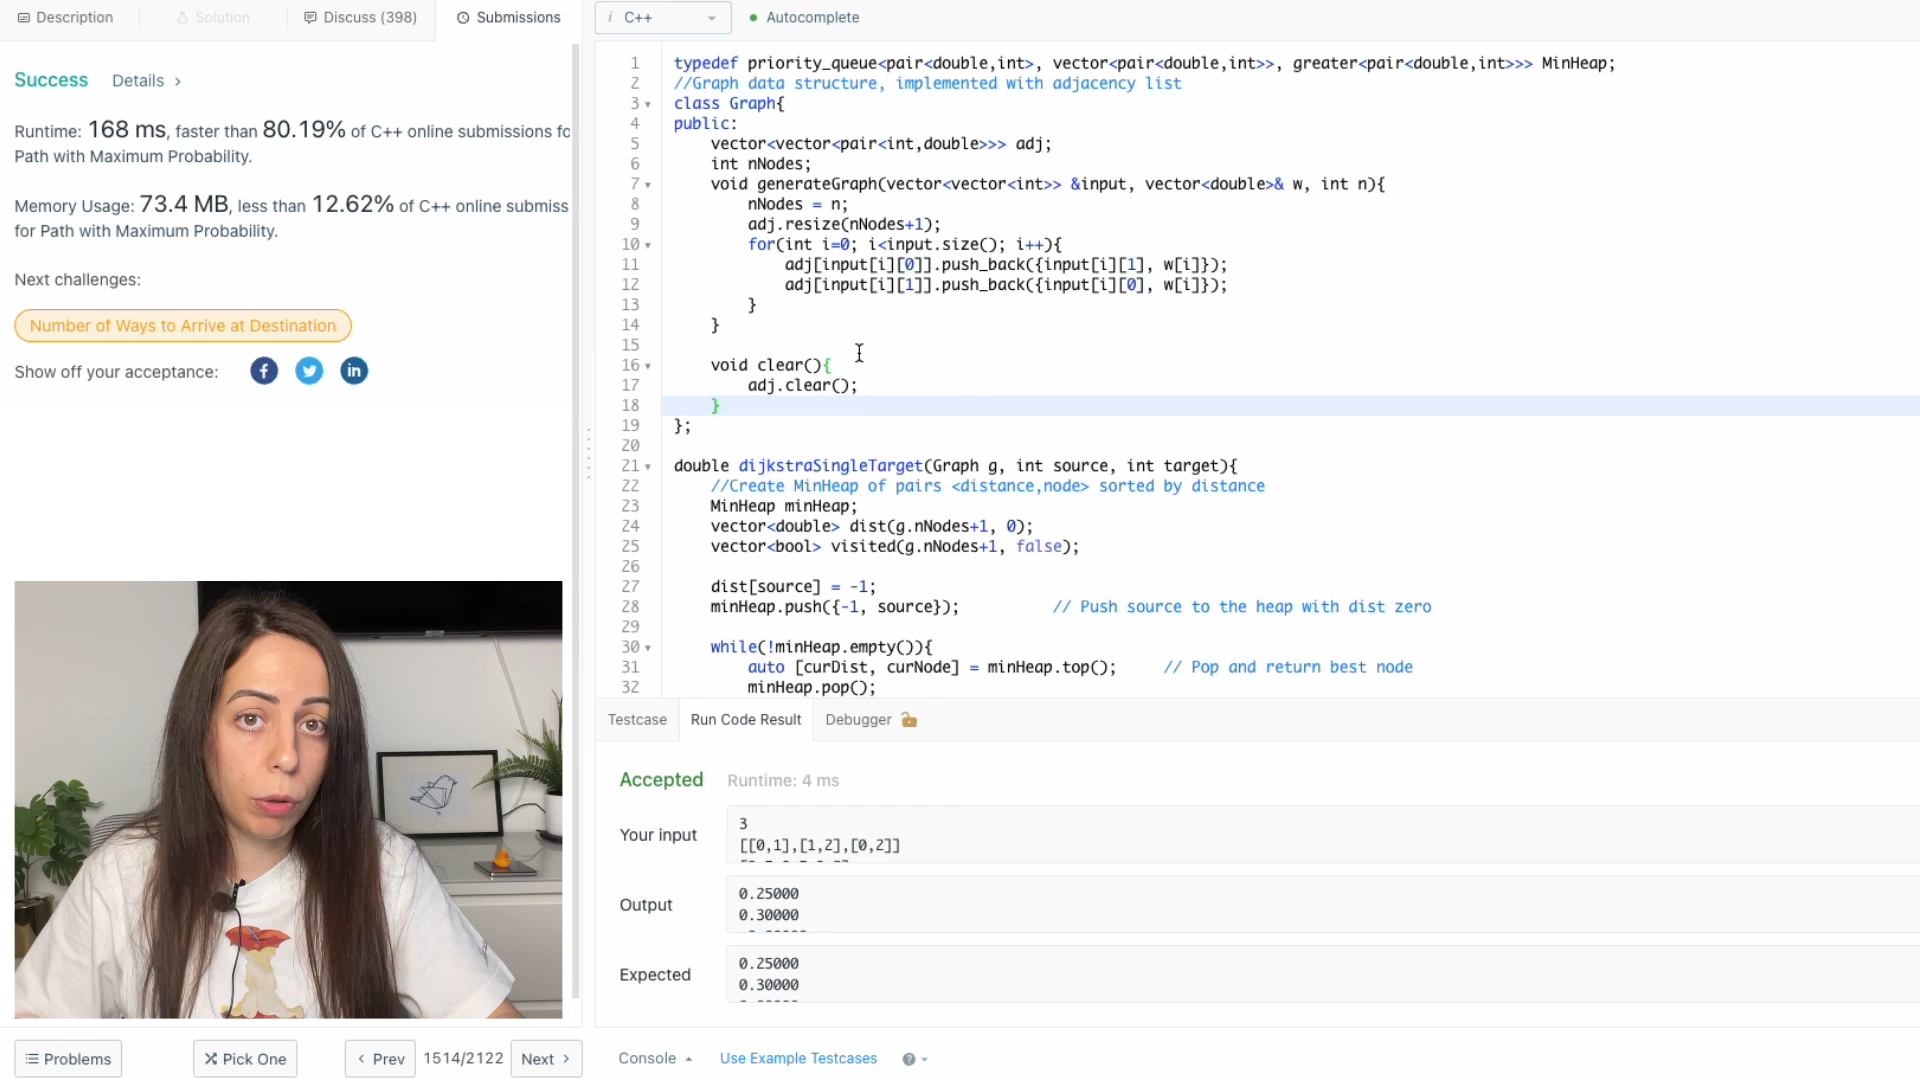 Description
Solution
Discuss (398)
Submissions
Success Details >
Runtime: 168 ms, faster than 80.19% of C++ online submissions fo
Path with Maximum Probability.
Memory Usage: 73.4 MB, less than 12.62% of C++ online submiss
for Path with Maximum Probability.
Next challenges:
Number of Ways to Arrive at Destination
Show off your acceptance:
Problems
Pick One
< Prev
1514/2122
Next >
i C++
Autocomplete
1 typedef priority_queue<pair<double,int>, vector<pair<double,int>>, greater<pair<double,int>>> MinHeap;
2 //Graph data structure, implemented with adjacency list
3 class Graph{
4 public:
5 vector<vector<pair<int,double>>> adj;
6 int nNodes;
7 void generateGraph(vector<vector<int>> &input, vector<double>& w, int n){
8 nNodes = n;
9 adj.resize(nNodes+1);
10 for(int i=0; i<input.size(); i++){
11 adj[input[i][0]].push_back({input[i][1], w[i]});
12 adj[input[i][1]].push_back({input[i][0], w[i]});
13 }
14 }
15
16 void clear(){
17 adj.clear();
18 }
19 };
20
21 double dijkstraSingleTarget(Graph g, int source, int target){
22 //Create MinHeap of pairs <distance,node> sorted by distance
23 MinHeap minHeap;
24 vector<double> dist(g.nNodes+1, 0);
25 vector<bool> visited(g.nNodes+1, false);
26
27 dist[source] = -1;
28 minHeap.push({-1, source}); // Push source to the heap with dist zero
29
30 while(!minHeap.empty()){
31 auto [curDist, curNode] = minHeap.top(); // Pop and return best node
32 minHeap.pop();
Testcase
Run Code Result
Debugger
Accepted Runtime: 4 ms
Your input
3
[[0,1],[1,2],[0,2]]
Output
0.25000
0.30000
Expected
0.25000
0.30000
Console
Use Example Testcases
?